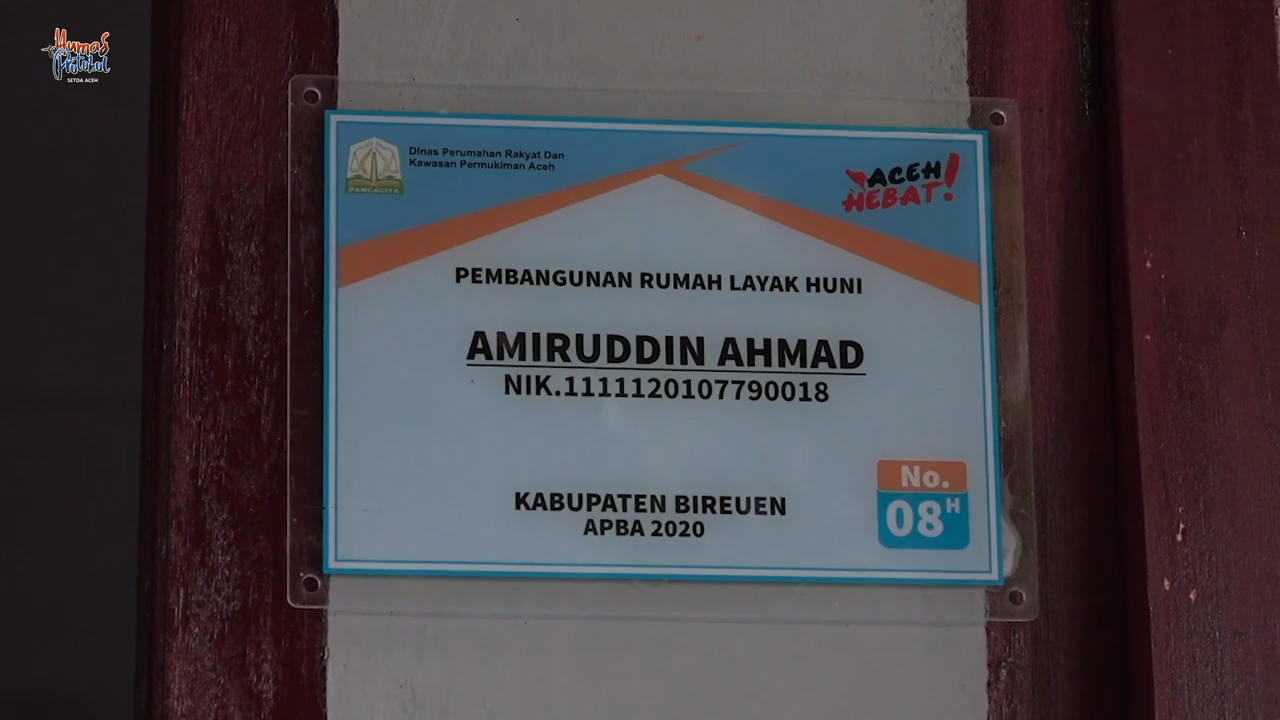 Humas
Protokol
SETDA ACEH
Dinas Perumahan Rakyat Dan
Kawasan Permukiman Aceh
PANCACITA
ACEH
HEBAT!
PEMBANGUNAN RUMAH LAYAK HUNI
AMIRUDDIN AHMAD
NIK.1111120107790018
KABUPATEN BIREUEN
APBA 2020
No.
08H